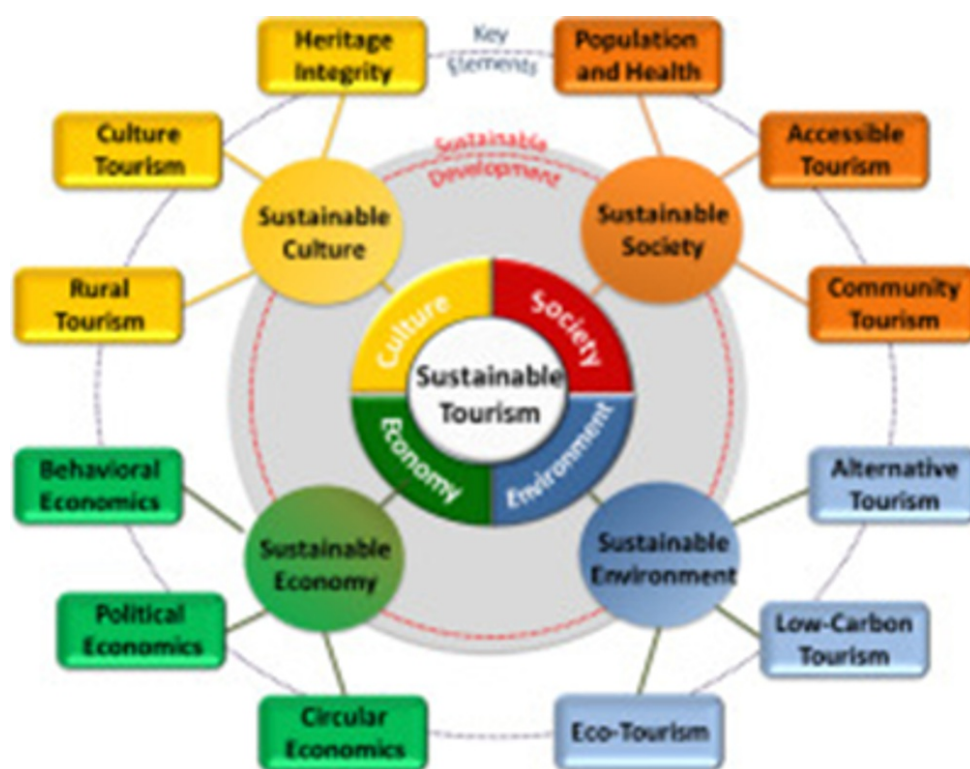 Heritage
Integrity
Key
Elements
Population
and Health
Culture
Tourism
Accessible
Tourism
Sustainable
Development
Sustainable
Culture
Sustainable
Society
Rural
Tourism
Community
Tourism
Culture
Society
Sustainable
Tourism
Economy
Environment
Behavioral
Economics
Alternative
Tourism
Sustainable
Economy
Sustainable
Environment
Political
Economics
Low-Carbon
Tourism
Circular
Economics
Eco-Tourism